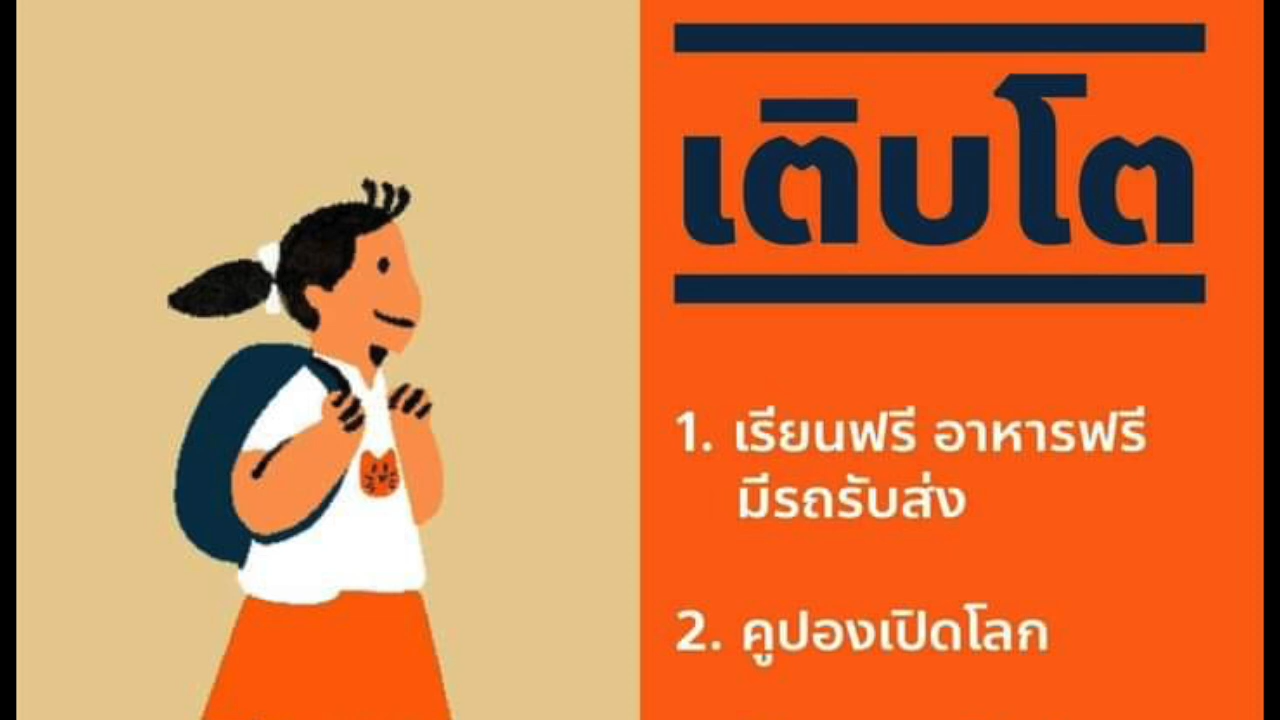 เติบโต
1. เรียนฟรี อาหารฟรี
มีรถรับส่ง
2. คูปองเปิดโลก